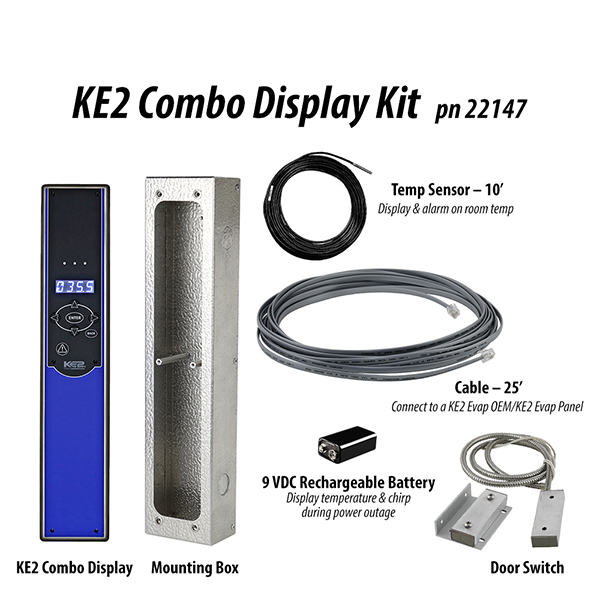 KE2 Combo Display Kit pn 22147
Temp Sensor – 10’
Display & alarm on room temp
035.5
ENTER
BACK
KE2
Cable – 25’
Connect to a KE2 Evap OEM/KE2 Evap Panel
9 VDC Rechargeable Battery
Display temperature & chirp
during power outage
KE2 Combo Display
Mounting Box
Door Switch